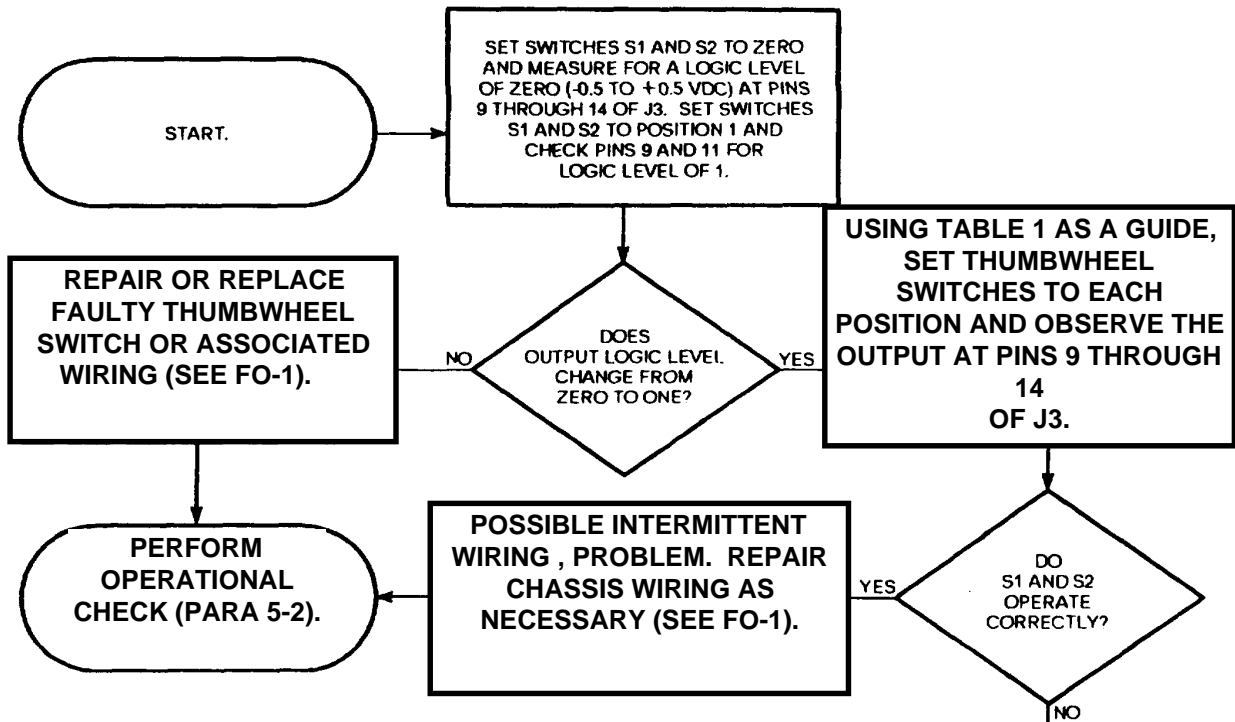 START.
SET SWITCHES S1 AND S2 TO ZERO
AND MEASURE FOR A LOGIC LEVEL
OF ZERO (-0.5 TO +0.5 VDC) AT PINS
9 THROUGH 14 OF J3. SET SWITCHES
S1 AND S2 TO POSITION 1 AND
CHECK PINS 9 AND 11 FOR
LOGIC LEVEL OF 1.
DOES
OUTPUT LOGIC LEVEL
CHANGE FROM
ZERO TO ONE?
NO
YES
REPAIR OR REPLACE
FAULTY THUMBWHEEL
SWITCH OR ASSOCIATED
WIRING (SEE FO-1).
USING TABLE 1 AS A GUIDE,
SET THUMBWHEEL
SWITCHES TO EACH
POSITION AND OBSERVE THE
OUTPUT AT PINS 9 THROUGH
14
OF J3.
DO
S1 AND S2
OPERATE
CORRECTLY?
YES
NO
POSSIBLE INTERMITTENT
WIRING , PROBLEM. REPAIR
CHASSIS WIRING AS
NECESSARY (SEE FO-1).
PERFORM
OPERATIONAL
CHECK (PARA 5-2).